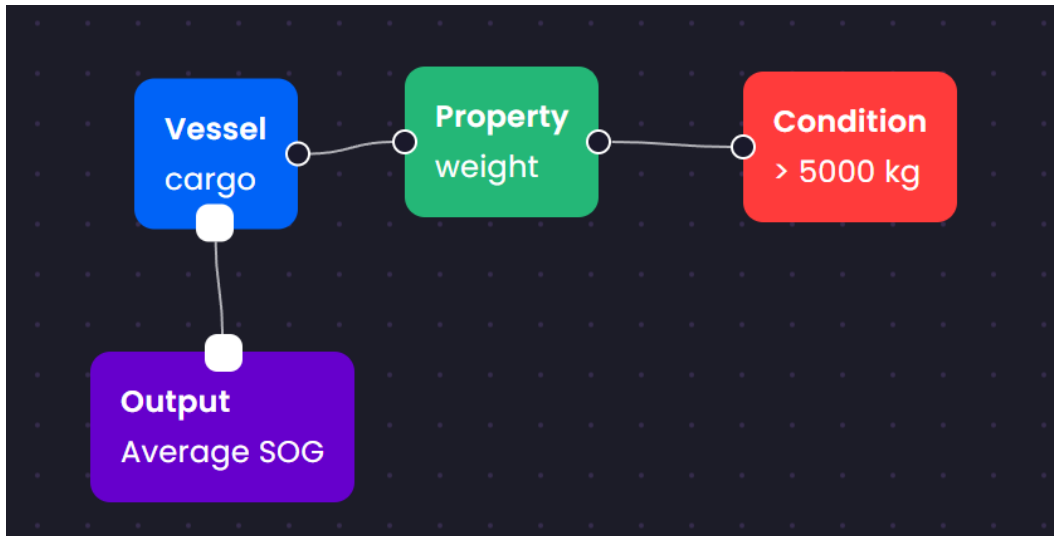 Vessel
cargo
Property
weight
Condition
> 5000 kg
Output
Average SOG